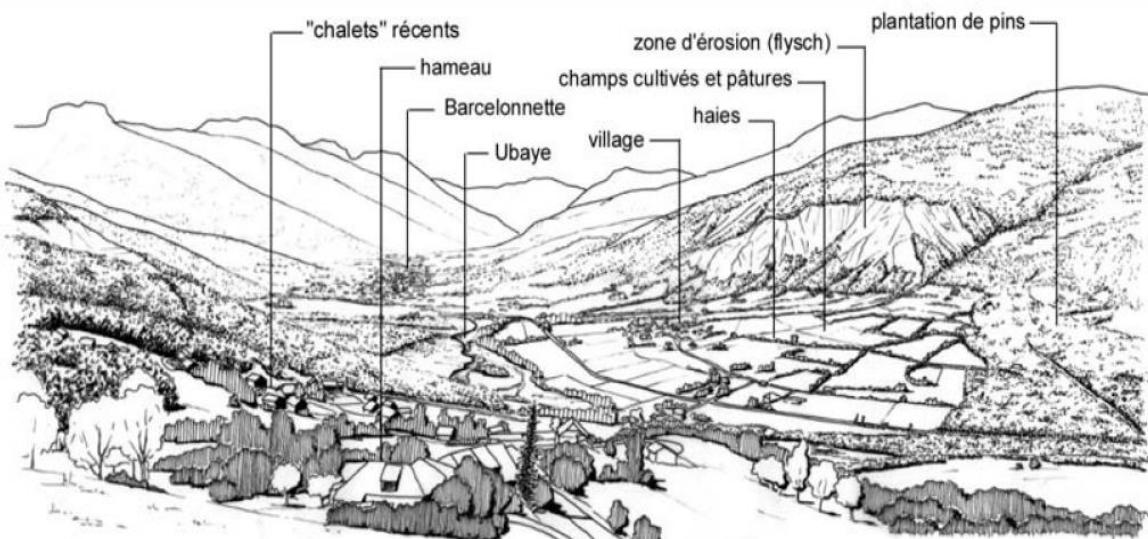 plantation de pins
"chalets" récents
zone d'érosion (flysch)
hameau
champs cultivés et pâtures
Barcelonnette
haies
village
Ubaye